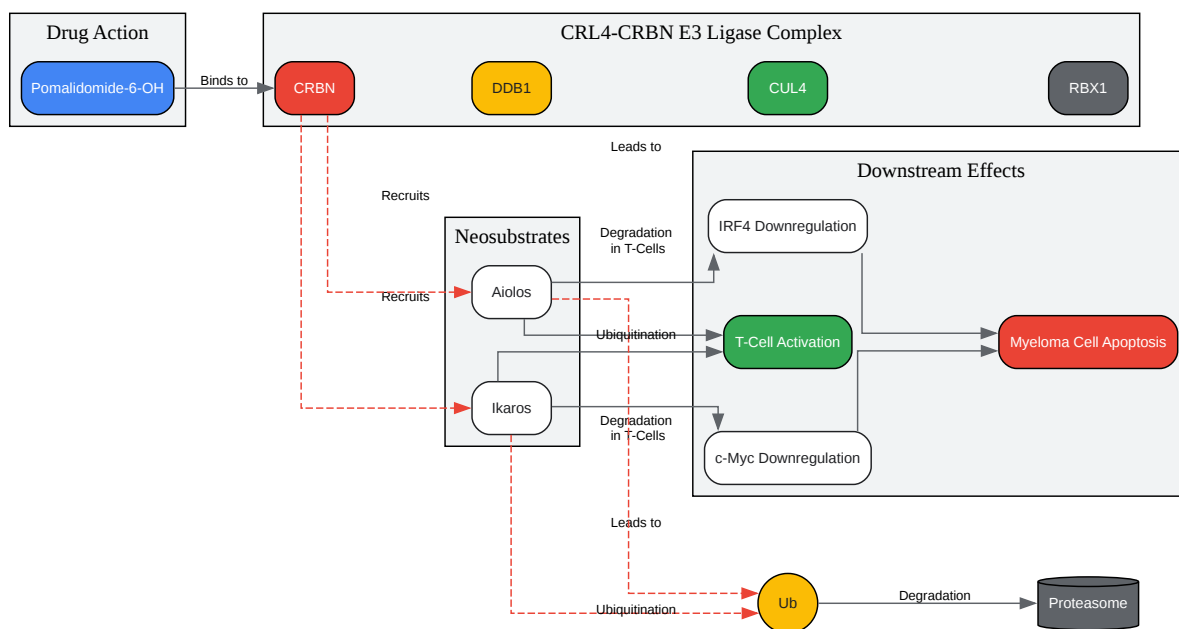 Drug Action
CRL4-CRBN E3 Ligase Complex
Pomalidomide-6-OH
Binds to
CRBN
DDB1
CUL4
RBX1
Leads to
Downstream Effects
Recruits
Neosubstrates
Degradation
in T-Cells
IRF4 Downregulation
Aiolos
Recruits
Ubiquitination
T-Cell Activation
Myeloma Cell Apoptosis
Ikaros
Degradation
in T-Cells
c-Myc Downregulation
Leads to
Ubiquitination
Ub
Degradation
Proteasome